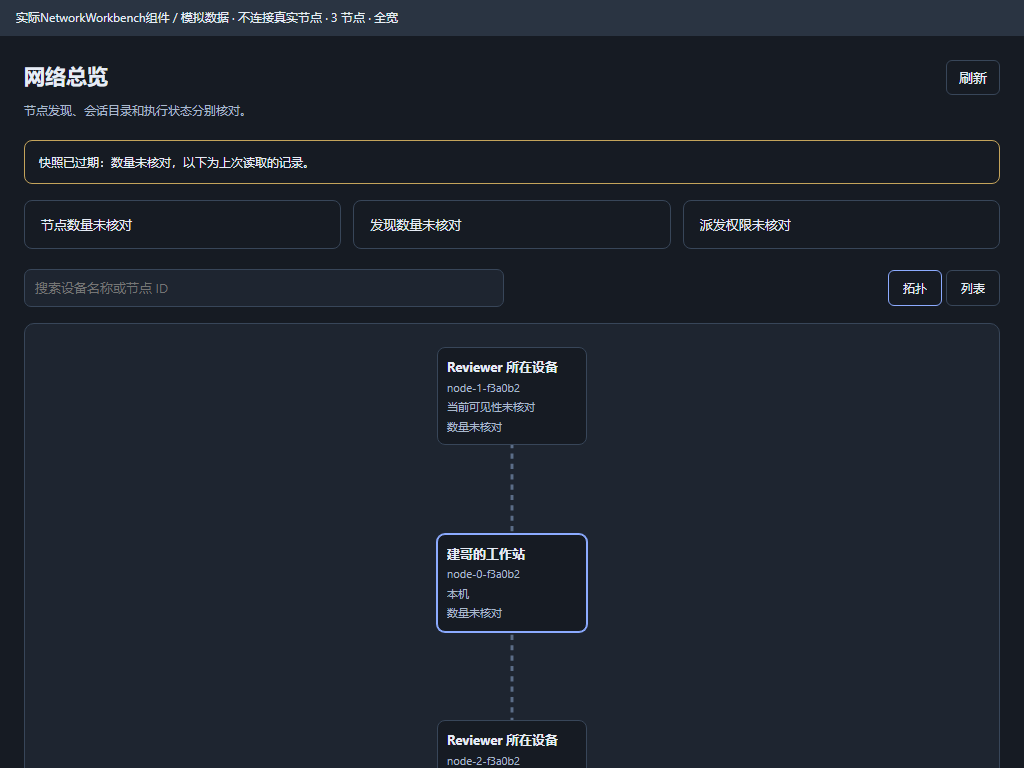 实际NetworkWorkbench组件 / 模拟数据 · 不连接真实节点 · 3 节点 · 全宽
网络总览
刷新
节点发现、会话目录和执行状态分别核对。
快照已过期：数量未核对，以下为上次读取的记录。
节点数量未核对
发现数量未核对
派发权限未核对
搜索设备名称或节点 ID
拓扑
列表
Reviewer 所在设备
node-1-f3a0b2
当前可见性未核对
数量未核对
建哥的工作站
node-0-f3a0b2
本机
数量未核对
Reviewer 所在设备
node-2-f3a0b2